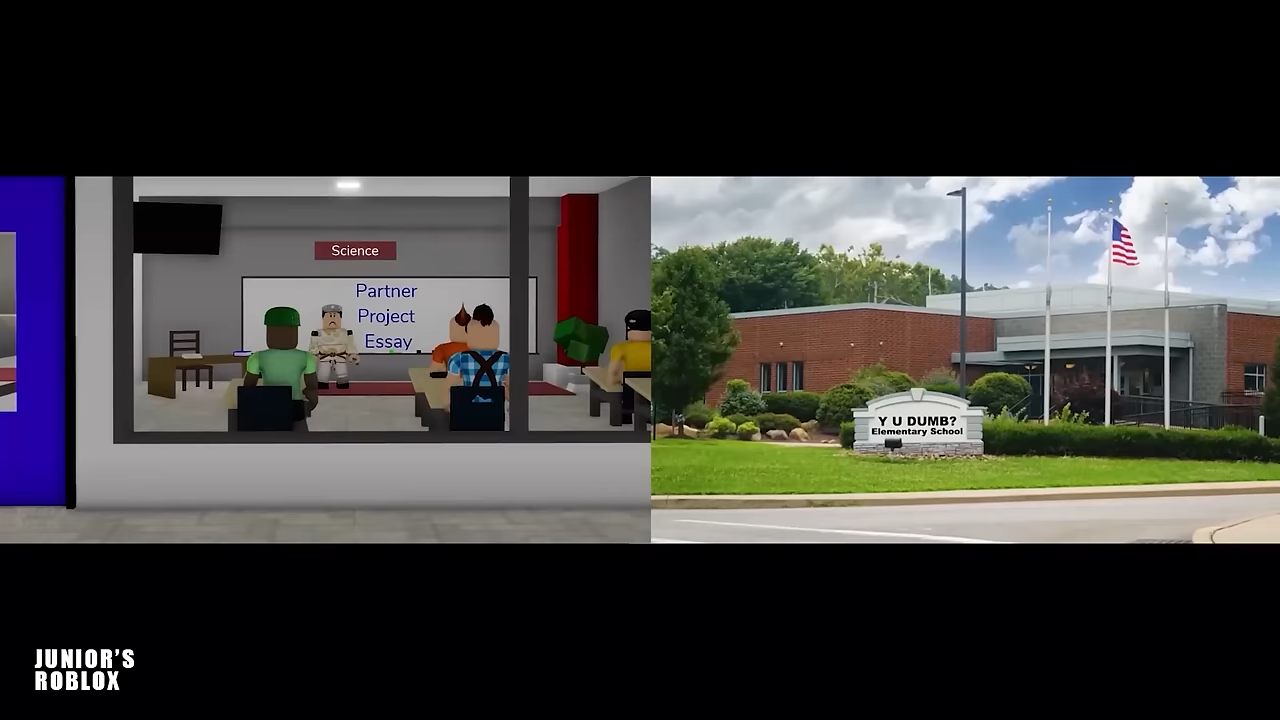 Science
Partner
Project
Essay
Y U DUMB?
Elementary School
JUNIOR'S
ROBLOX